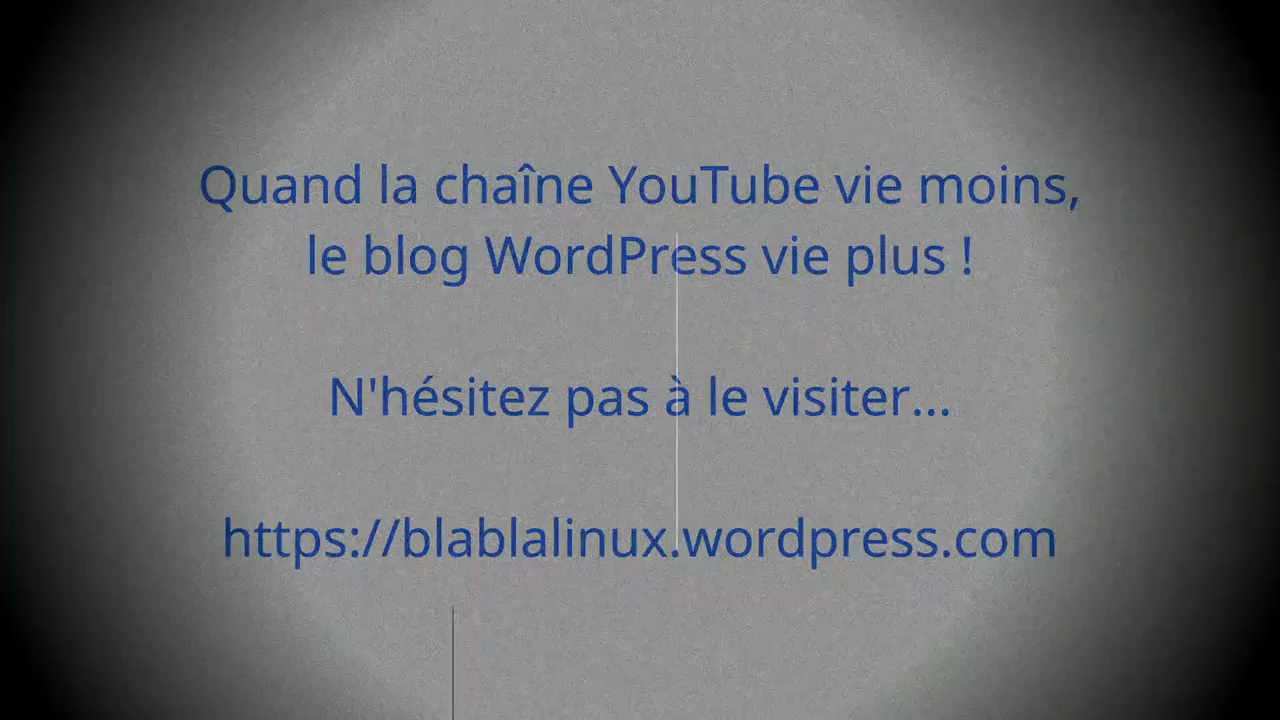 Quand la chaîne YouTube vie moins,
le blog WordPress vie plus !
N'hésitez pas à le visiter...
https://blablalinux.wordpress.com